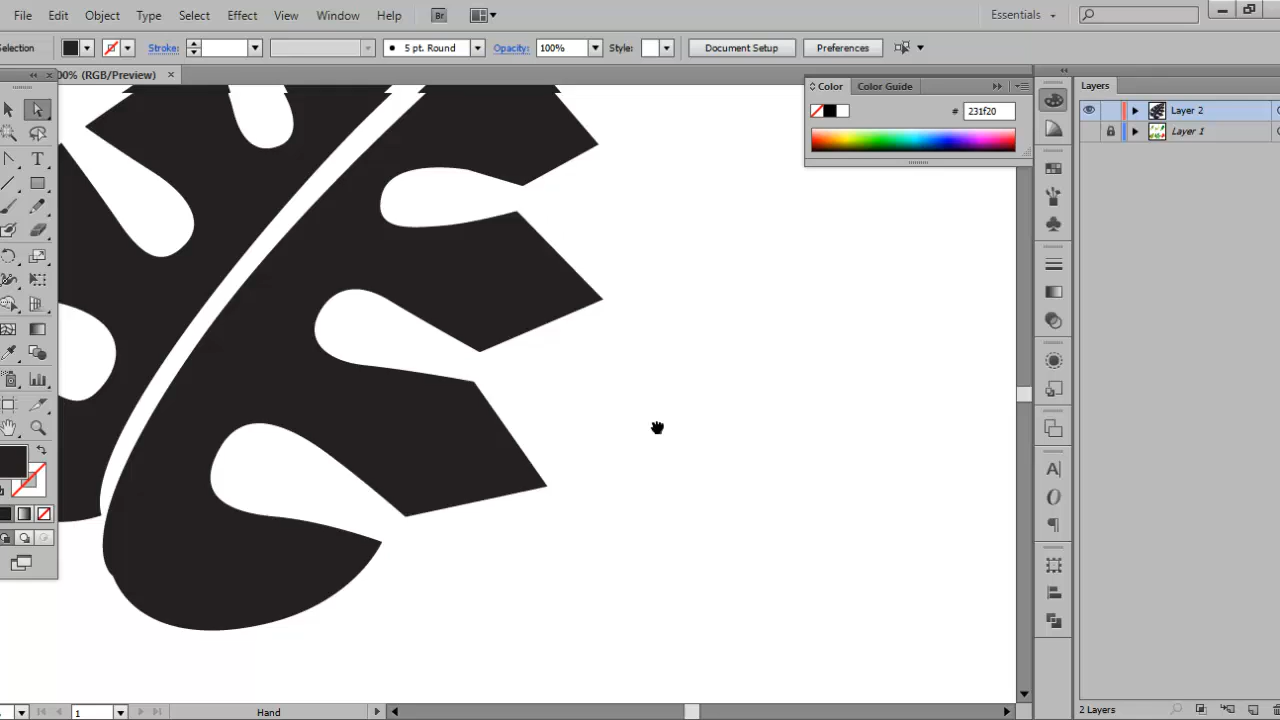 File Edit Object Type Select Effect View Window Help Br Essentials
Selection Stroke: 5 pt. Round Opacity: 100% Style: Document Setup Preferences
00% (RGB/Preview) ×
Color Color Guide
# 231f20
Layers
Layer 2
Layer 1
1 Hand
2 Layers